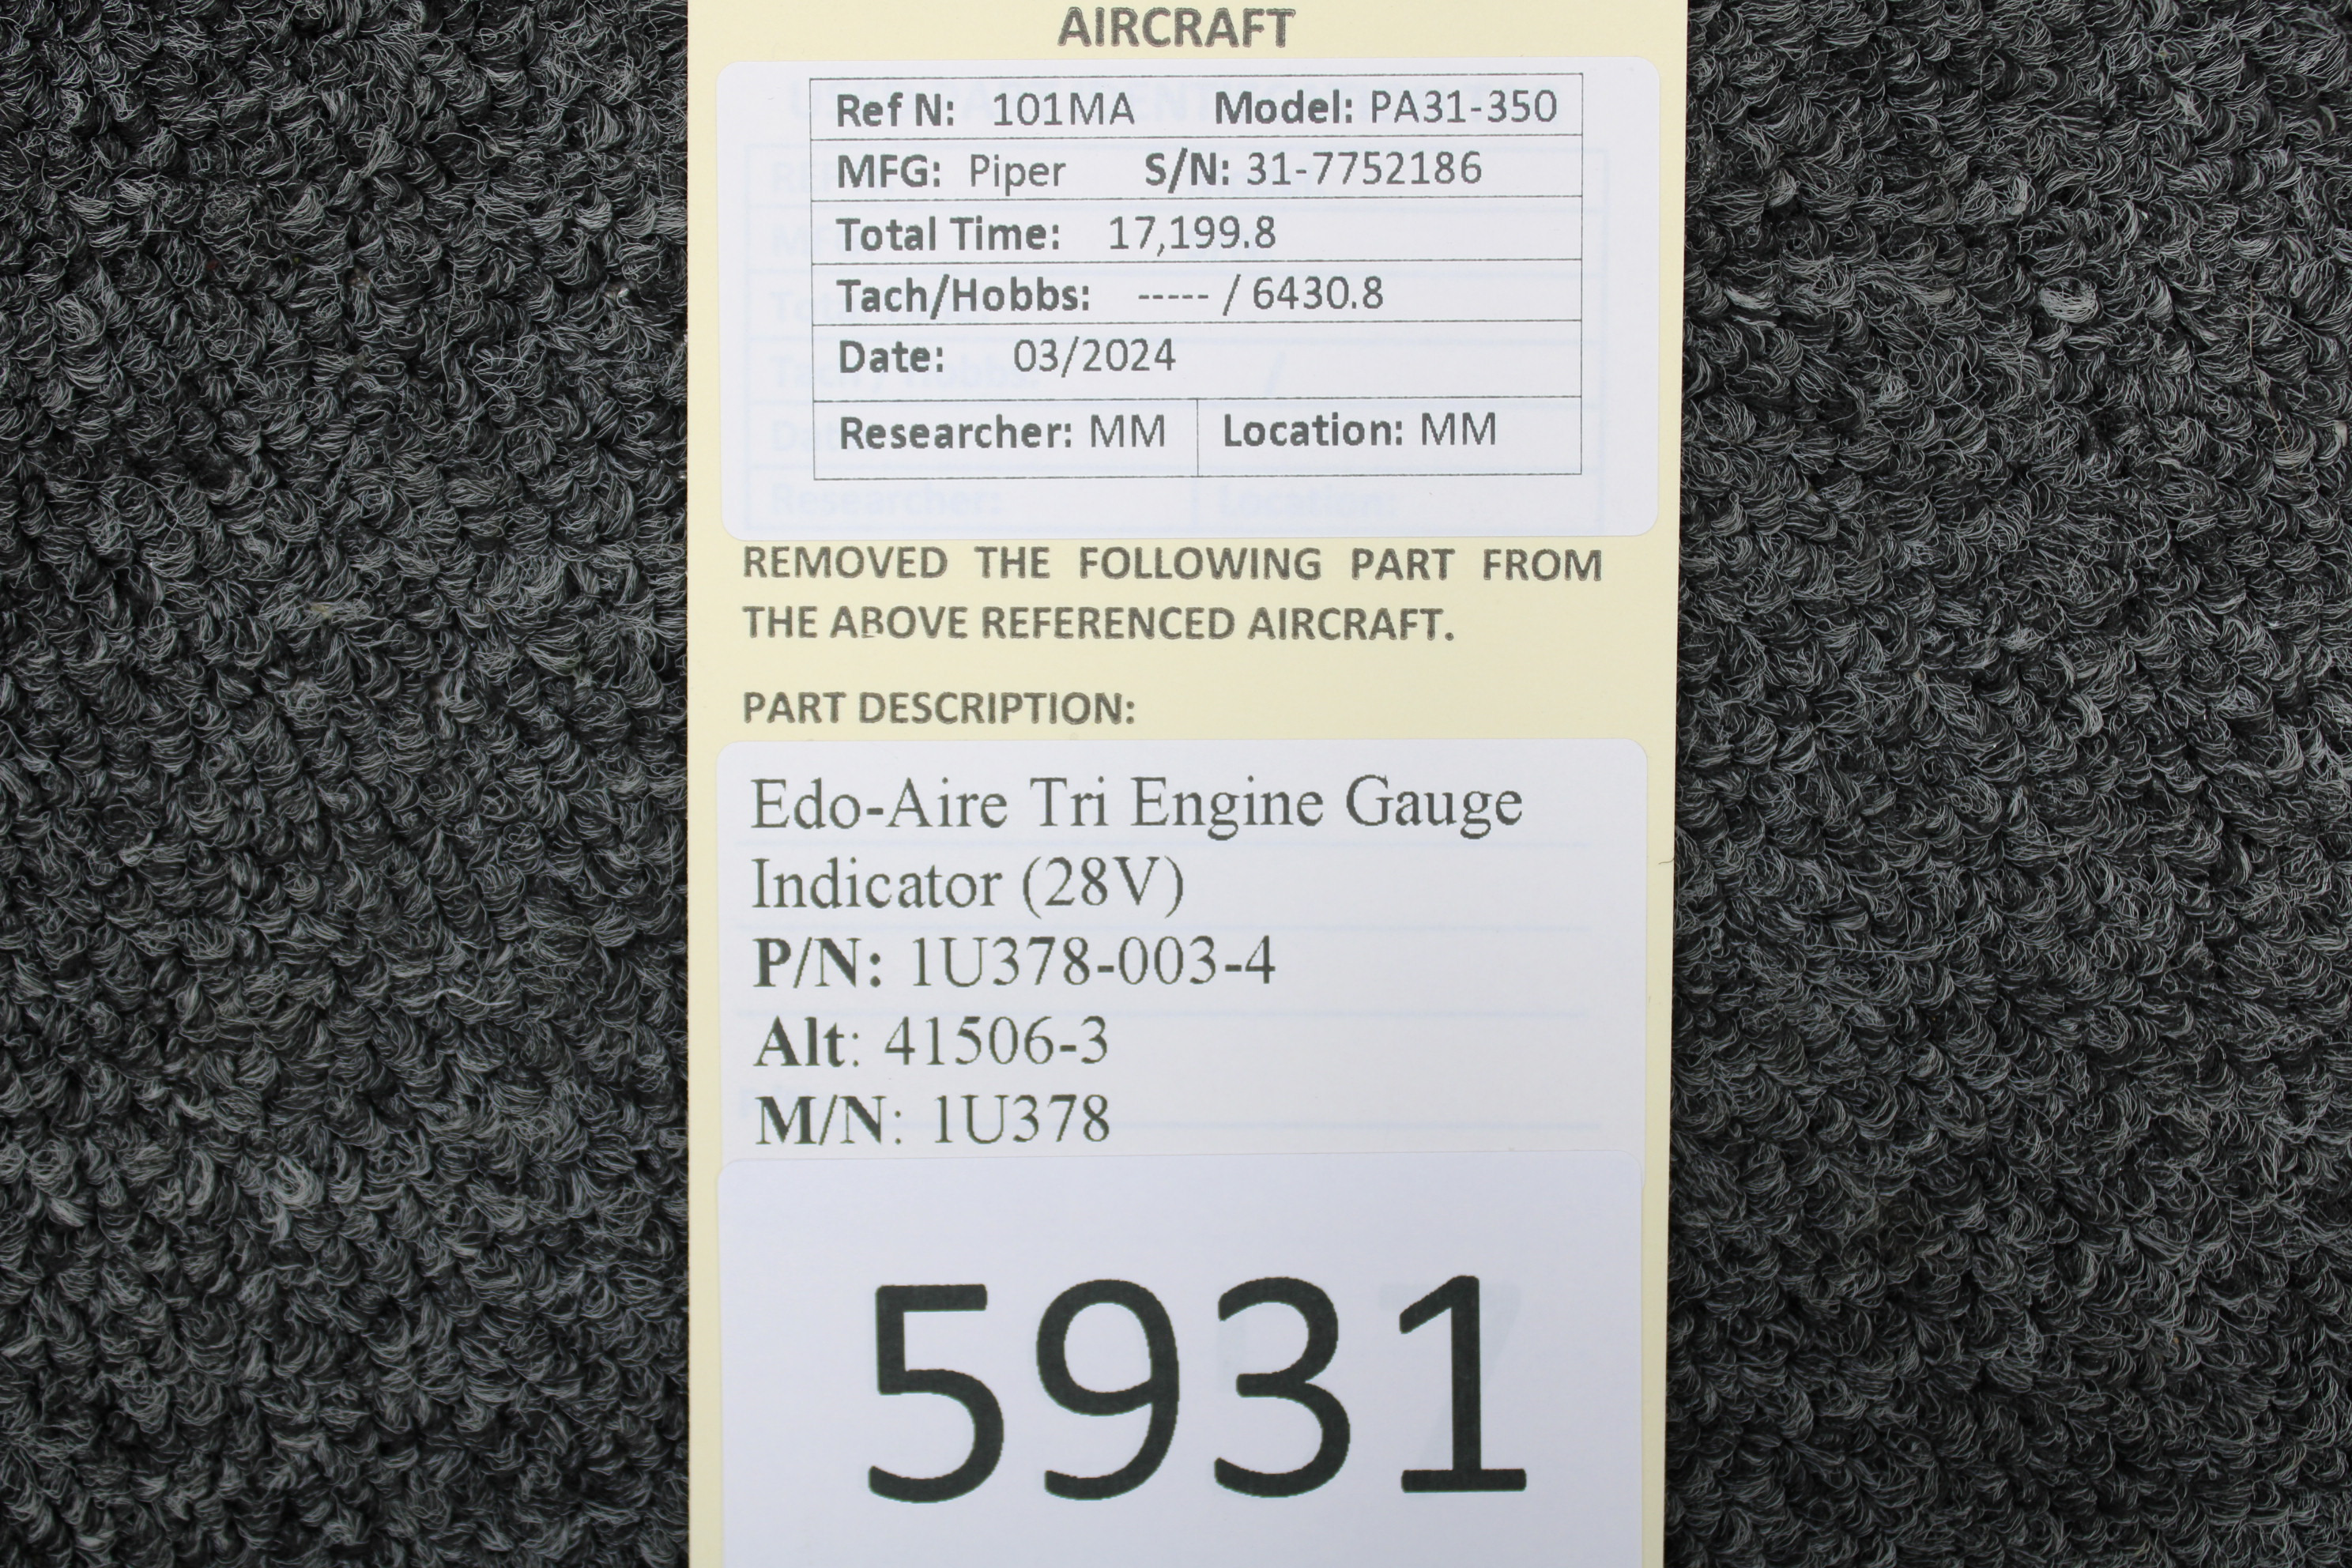 AIRCRAFT
Ref N: 101MA Model: PA31-350
MFG: Piper S/N: 31-7752186
Total Time: 17,199.8
Tach/Hobbs: ----- / 6430.8
Date: 03/2024
Researcher: MM Location: MM
Researcher: Location:
REMOVED THE FOLLOWING PART FROM
THE ABOVE REFERENCED AIRCRAFT.
PART DESCRIPTION:
Edo-Aire Tri Engine Gauge
Indicator (28V)
P/N: 1U378-003-4
Alt: 41506-3
M/N: 1U378
5931